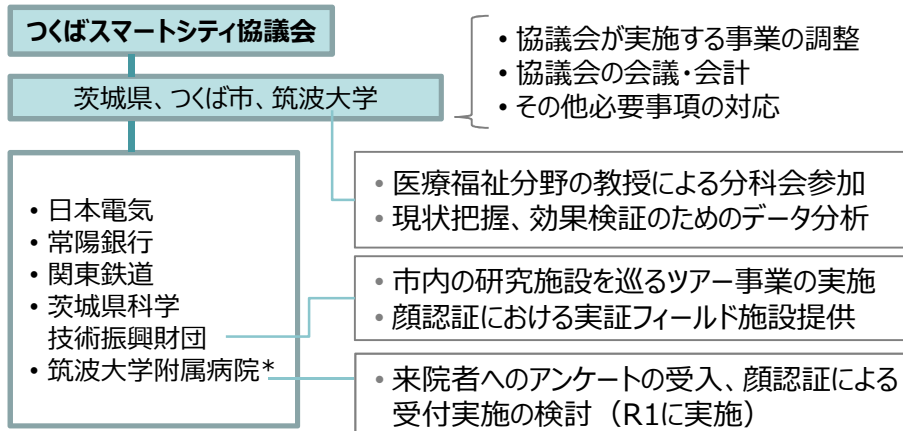 つくばスマートシティ協議会
茨城県、つくば市、筑波大学
• 協議会が実施する事業の調整
• 協議会の会議・会計
• その他必要事項の対応
• 日本電気
• 常陽銀行
• 関東鉄道
• 茨城県科学
技術振興財団
• 筑波大学附属病院*
• 医療福祉分野の教授による分科会参加
• 現状把握、効果検証のためのデータ分析
• 市内の研究施設を巡るツアー事業の実施
• 顔認証における実証フィールド施設提供
• 来院者へのアンケートの受入、顔認証による
受付実施の検討（R1に実施）